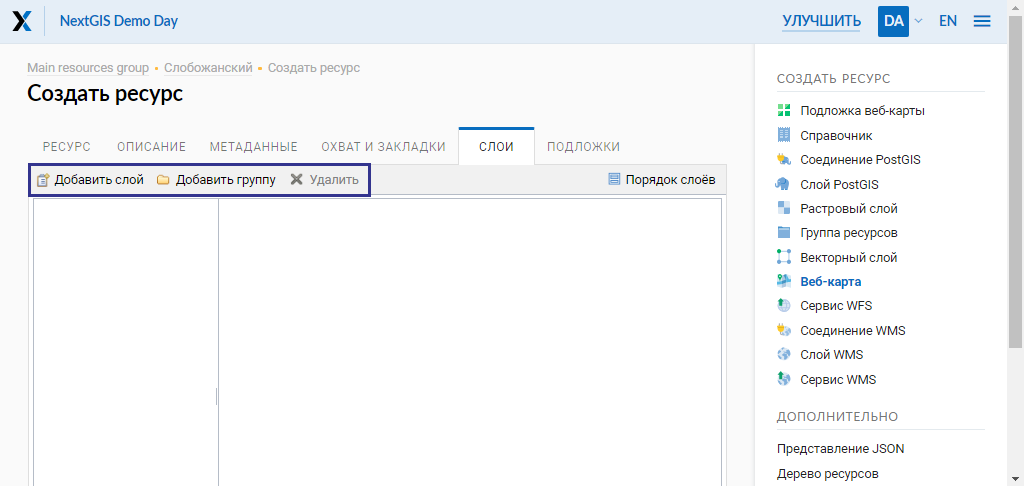 NextGIS Demo Day
УЛУЧШИТЬ DA EN
Main resources group • Слобожанский • Создать ресурс
Создать ресурс
РЕСУРС ОПИСАНИЕ МЕТАДАННЫЕ ОХВАТ И ЗАКЛАДКИ СЛОИ ПОДЛОЖКИ
Добавить слой Добавить группу Удалить Порядок слоёв
СОЗДАТЬ РЕСУРС
Подложка веб-карты
Справочник
Соединение PostGIS
Слой PostGIS
Растровый слой
Группа ресурсов
Векторный слой
Веб-карта
Сервис WFS
Соединение WMS
Слой WMS
Сервис WMS
ДОПОЛНИТЕЛЬНО
Представление JSON
Дерево ресурсов